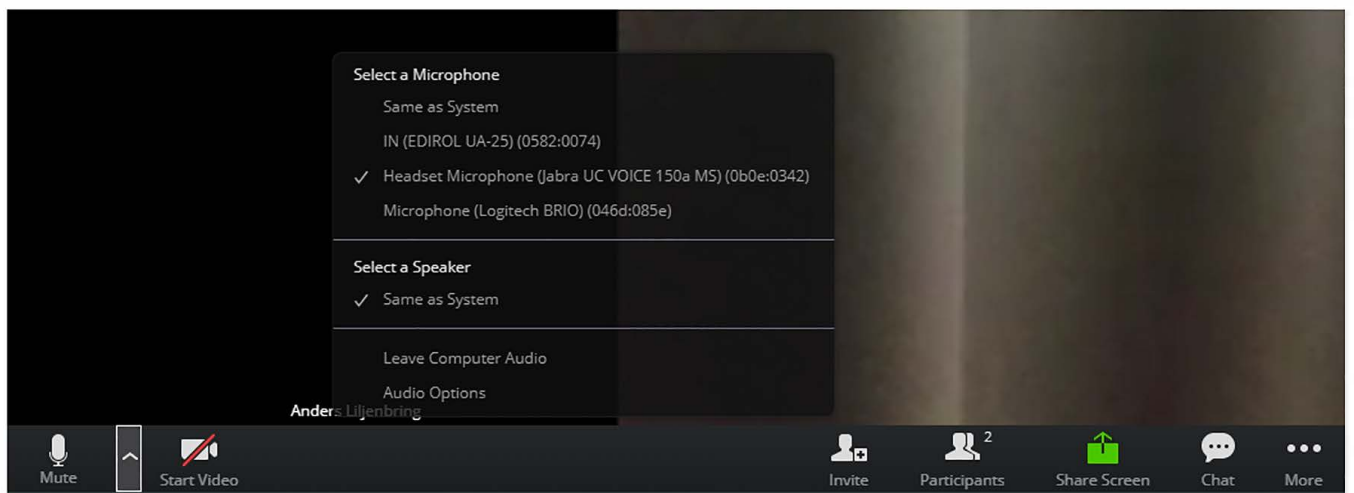 Select a Microphone
Same as System
IN (EDIROL UA-25) (0582:0074)
✓ Headset Microphone (Jabra UC VOICE 150a MS) (0b0e:0342)
Microphone (Logitech BRIO) (046d:085e)
Select a Speaker
✓ Same as System
Leave Computer Audio
Audio Options
Anders Liljenbring
Mute
Start Video
Invite
Participants 2
Share Screen
Chat
More